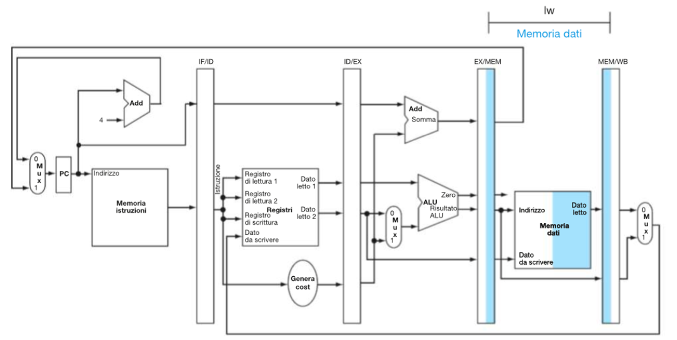 lw
Memoria dati
IF/ID
ID/EX
EX/MEM
MEM/WB
Add
4
Add
Somma
0
M
u
x
1
PC
Indirizzo
Memoria
istruzioni
Istruzione
Registro
di lettura 1
Registro
di lettura 2
Registri
Registro
di scrittura
Dato
da scrivere
Dato
letto 1
Dato
letto 2
Genera
cost
0
M
u
x
1
ALU
Zero
Risultato
ALU
Indirizzo
Dato
letto
Memoria
dati
Dato
da scrivere
0
M
u
x
1